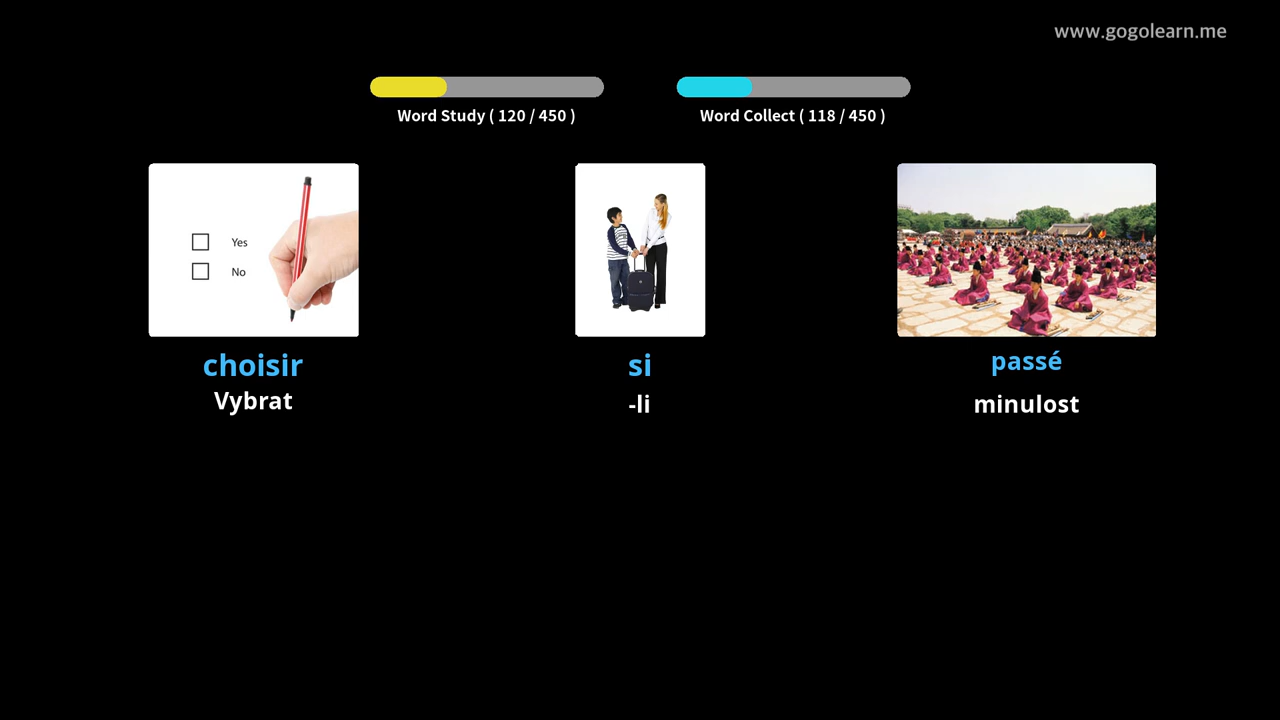 www.gogolearn.me
Word Study ( 120 / 450 )
Word Collect ( 118 / 450 )
Yes
No
choisir
Vybrat
si
-li
passé
minulost